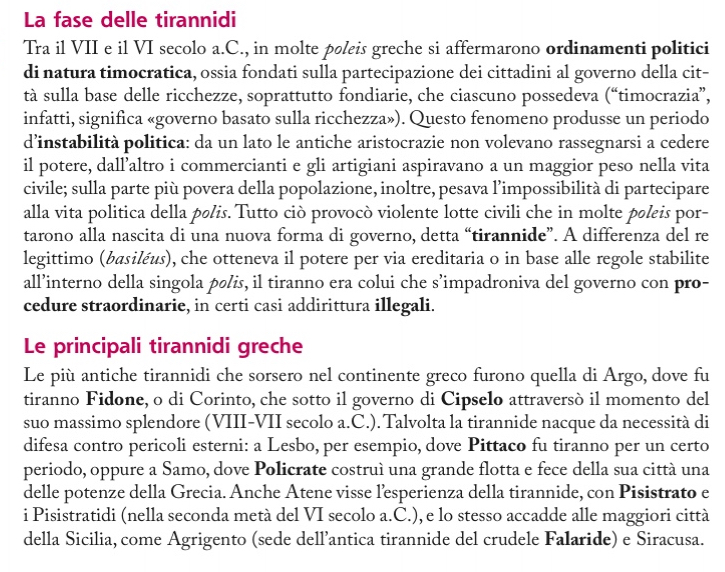 La fase delle tirannidi
Tra il VII e il VI secolo a.C., in molte poleis greche si affermarono ordinamenti politici
di natura timocratica, ossia fondati sulla partecipazione dei cittadini al governo della cit-
tà sulla base delle ricchezze, soprattutto fondiarie, che ciascuno possedeva (“timocrazia”,
infatti, significa «governo basato sulla ricchezza»). Questo fenomeno produsse un periodo
d’instabilità politica: da un lato le antiche aristocrazie non volevano rassegnarsi a cedere
il potere, dall’altro i commercianti e gli artigiani aspiravano a un maggior peso nella vita
civile; sulla parte più povera della popolazione, inoltre, pesava l’impossibilità di partecipare
alla vita politica della polis. Tutto ciò provocò violente lotte civili che in molte poleis por-
tarono alla nascita di una nuova forma di governo, detta “tirannide”. A differenza del re
legittimo (basiléus), che otteneva il potere per via ereditaria o in base alle regole stabilite
all’interno della singola polis, il tiranno era colui che s’impadroniva del governo con pro-
cedure straordinarie, in certi casi addirittura illegali.
Le principali tirannidi greche
Le più antiche tirannidi che sorsero nel continente greco furono quella di Argo, dove fu
tiranno Fidone, o di Corinto, che sotto il governo di Cipselo attraversò il momento del
suo massimo splendore (VIII-VII secolo a.C.). Talvolta la tirannide nacque da necessità di
difesa contro pericoli esterni: a Lesbo, per esempio, dove Pittaco fu tiranno per un certo
periodo, oppure a Samo, dove Policrate costruì una grande flotta e fece della sua città una
delle potenze della Grecia. Anche Atene visse l’esperienza della tirannide, con Pisistrato e
i Pisistratidi (nella seconda metà del VI secolo a.C.), e lo stesso accadde alle maggiori città
della Sicilia, come Agrigento (sede dell’antica tirannide del crudele Falaride) e Siracusa.